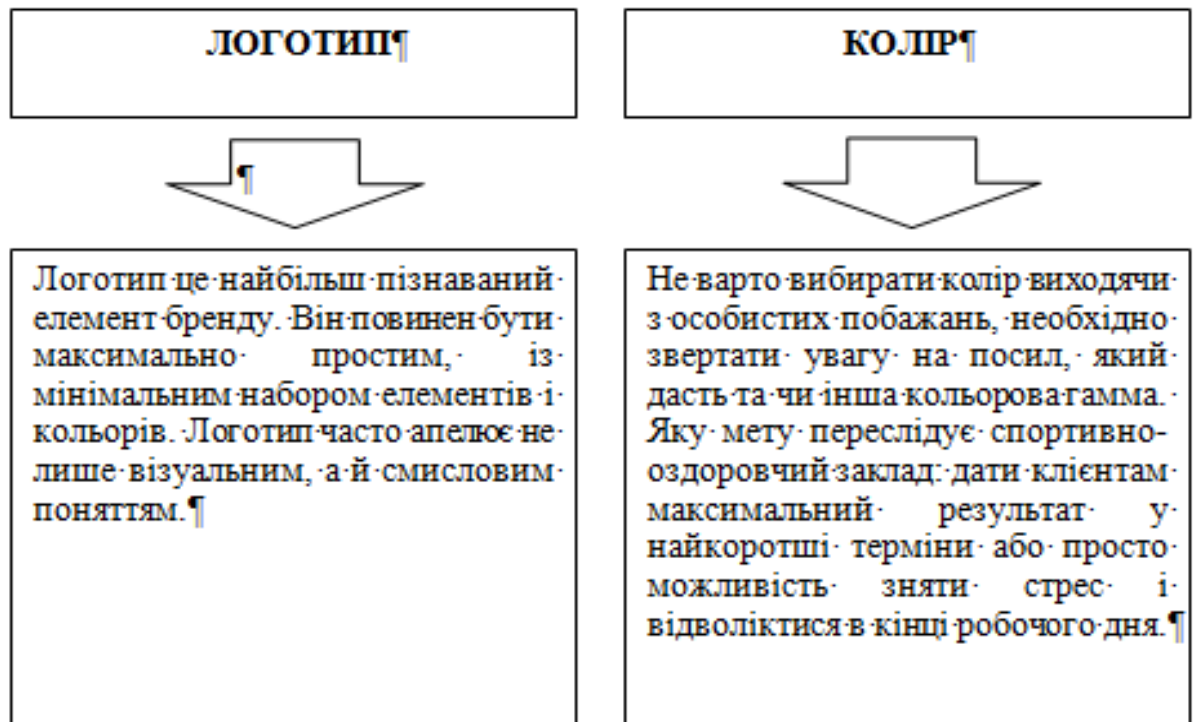 ЛОГОТИП¶
КОЛІР¶
¶
Логотип це найбільш пізнаваний
елемент бренду. Він повинен бути
максимально простим, із
мінімальним набором елементів і
кольорів. Логотип часто апелює не
лише візуальним, а й смисловим
поняттям.¶
Не варто вибирати колір виходячи
з особистих побажань, необхідно
звертати увагу на посил, який
дасть та чи інша кольорова гамма.
Яку мету переслідує спортивно-
оздоровчий заклад: дати клієнтам
максимальний результат у
найкоротші терміни або просто
можливість зняти стрес і
відволіктися в кінці робочого дня.¶